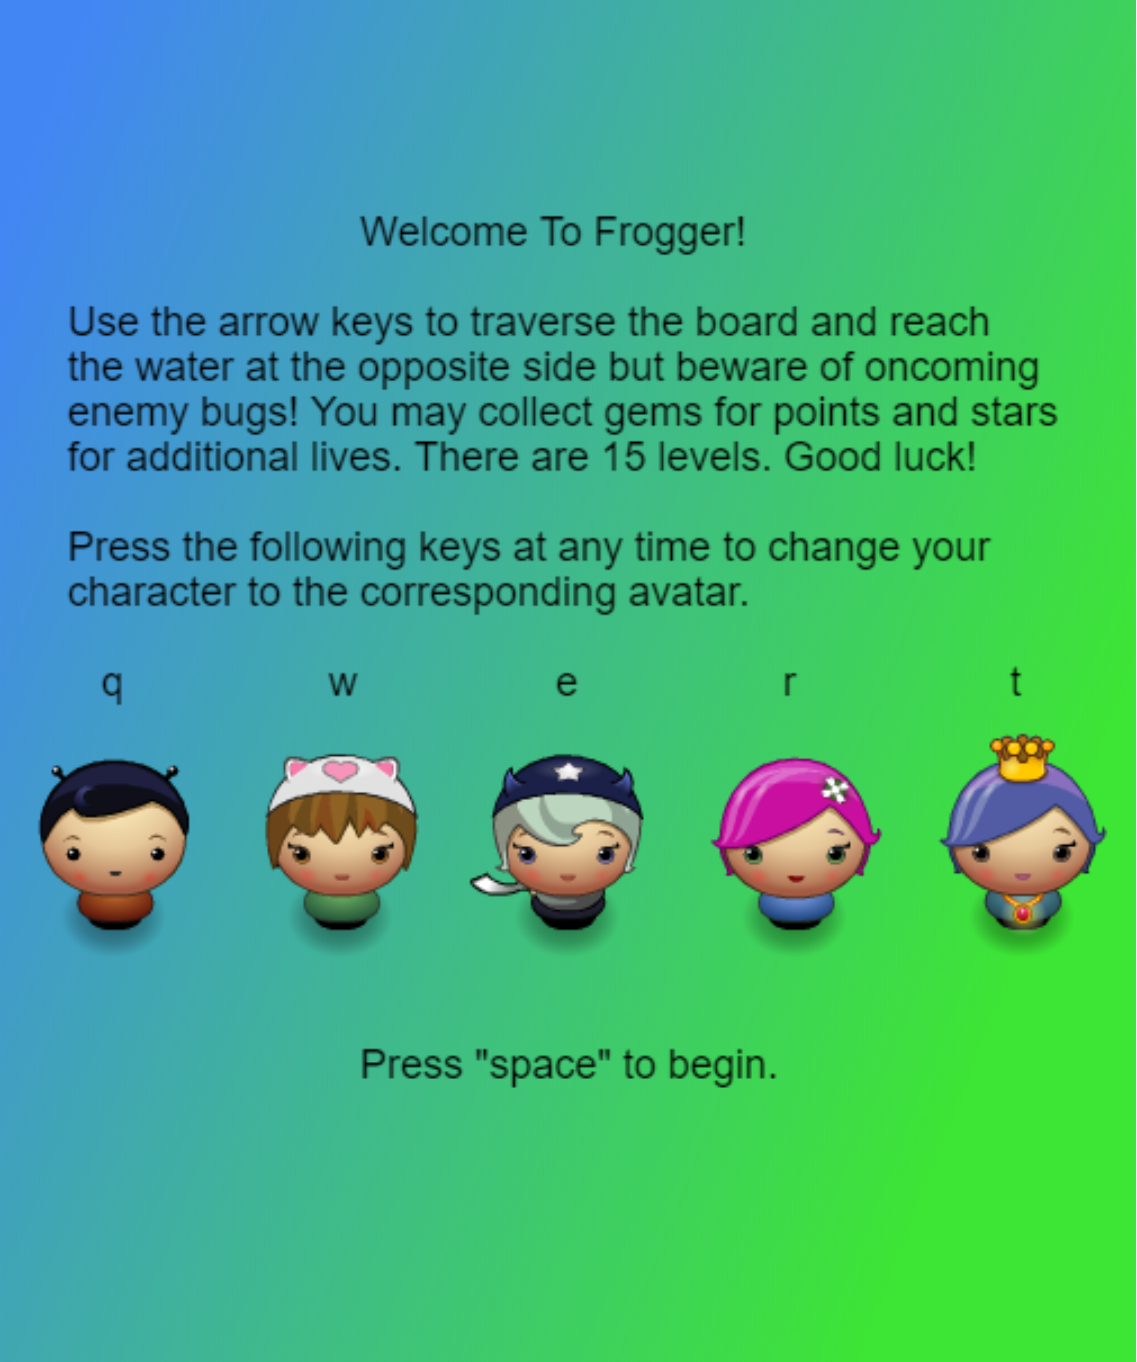 Welcome To Frogger!
Use the arrow keys to traverse the board and reach
the water at the opposite side but beware of oncoming
enemy bugs! You may collect gems for points and stars
for additional lives. There are 15 levels. Good luck!
Press the following keys at any time to change your
character to the corresponding avatar.
q w e r t
Press "space" to begin.